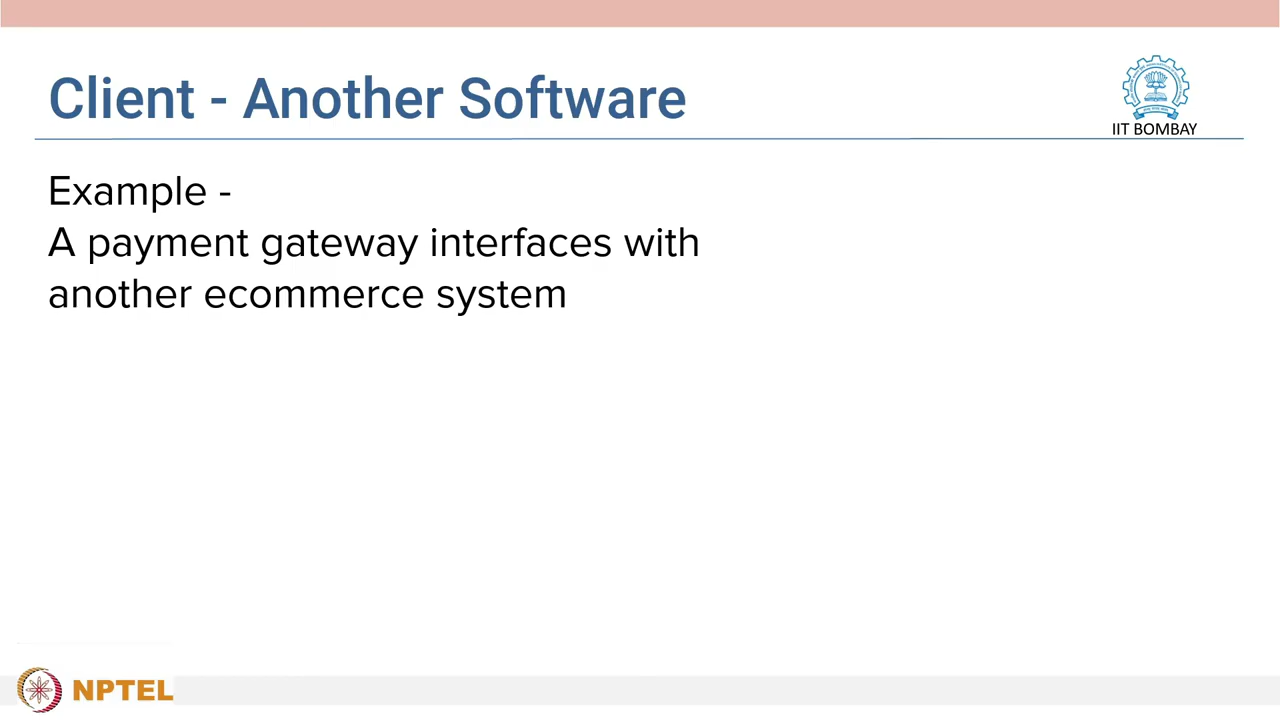 Client - Another Software
IIT BOMBAY
Example -
A payment gateway interfaces with
another ecommerce system
NPTEL